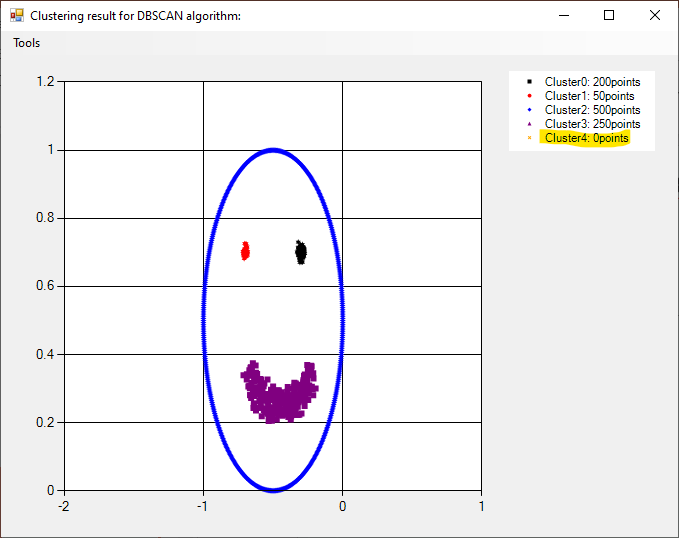 Clustering result for DBSCAN algorithm:
Tools
1.2
1
0.8
0.6
0.4
0.2
0
-2
-1
0
1
Cluster0: 200points
Cluster1: 50points
Cluster2: 500points
Cluster3: 250points
Cluster4: 0points